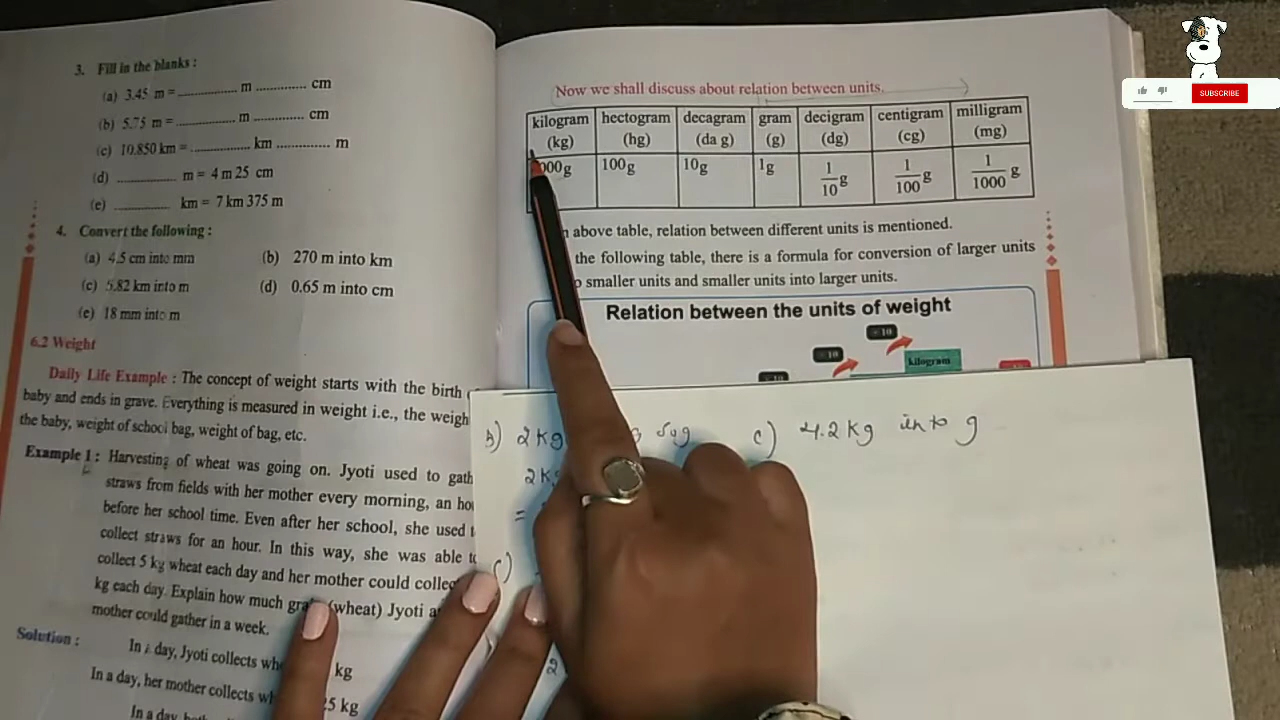 3. Fill in the blanks :
(a) 3.45 m = ............. m ............. cm
(b) 5.75 m = ............. m ............. cm
(c) 10.850 km = ............. km ............. m
(d) ............. m = 4 m 25 cm
(e) ............. km = 7 km 375 m
4. Convert the following :
(a) 4.5 cm into mm (b) 270 m into km
(c) 5.82 km into m (d) 0.65 m into cm
(e) 18 mm into m
6.2 Weight
Daily Life Example : The concept of weight starts with the birth
baby and ends in grave. Everything is measured in weight i.e., the
the baby, weight of school bag, weight of bag, etc.
Example 1 : Harvesting of wheat was going on. Jyoti used to
straws from fields with her mother every morning, an
before her school time. Even after her school, she used
collect straws for an hour. In this way, she was able
collect 5 kg wheat each day and her mother could
kg each day. Explain how much (wheat) Jyoti
mother could gather in a week.
Solution : In a day, Jyoti collects kg
In a day, her mother collects kg
In a day,
Now we shall discuss about relation between units.
kilogram hectogram decagram gram decigram centigram milligram
(kg) (hg) (da g) (g) (dg) (cg) (mg)
000g 100g 10g 1g 1/10 g 1/100 g 1/1000 g
above table, relation between different units is mentioned.
the following table, there is a formula for conversion of larger units
smaller units and smaller units into larger units.
Relation between the units of weight
÷ 10
÷ 10 kilogram
b) 2 kg g c) 4.2 kg into g
2 k
=
c)
2
SUBSCRIBE